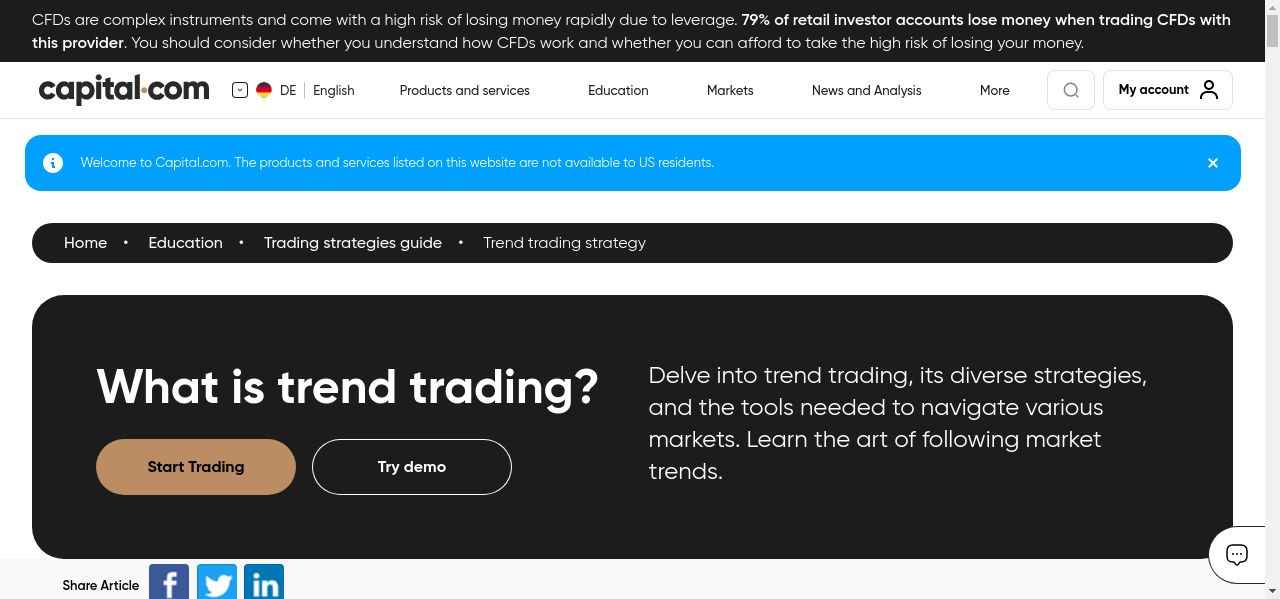 CFDs are complex instruments and come with a high risk of losing money rapidly due to leverage. 79% of retail investor accounts lose money when trading CFDs with
this provider. You should consider whether you understand how CFDs work and whether you can afford to take the high risk of losing your money.
capital.com DE English Products and services Education Markets News and Analysis More My account
Welcome to Capital.com. The products and services listed on this website are not available to US residents.
Home • Education • Trading strategies guide • Trend trading strategy
What is trend trading?
Start Trading Try demo
Delve into trend trading, its diverse strategies,
and the tools needed to navigate various
markets. Learn the art of following market
trends.
Share Article